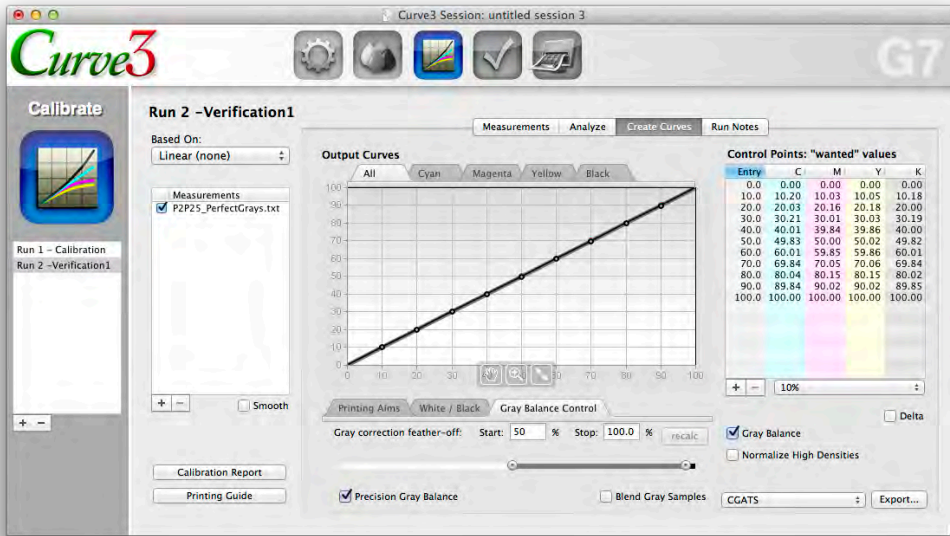 Curve3 Session: untitled session 3
Curve3
G7
Calibrate
Run 1 – Calibration
Run 2 –Verification1
+ −
Run 2 –Verification1
Based On:
Linear (none)
Measurements
P2P25_PerfectGrays.txt
+ −
Smooth
Calibration Report
Printing Guide
Measurements Analyze Create Curves Run Notes
Output Curves
All Cyan Magenta Yellow Black
100
90
80
70
60
50
40
30
20
10
0
0 10 20 30 70 80 90 100
Printing Aims White / Black Gray Balance Control
Gray correction feather-off: Start: 50 % Stop: 100.0 % recalc
Precision Gray Balance
Blend Gray Samples
Control Points: "wanted" values
Entry C M Y K
0.0 0.00 0.00 0.00 0.00
10.0 10.20 10.03 10.05 10.18
20.0 20.03 20.16 20.18 20.00
30.0 30.21 30.01 30.03 30.19
40.0 40.01 39.84 39.86 40.00
50.0 49.83 50.00 50.02 49.82
60.0 60.01 59.85 59.86 60.01
70.0 69.84 70.05 70.06 69.84
80.0 80.04 80.15 80.15 80.02
90.0 89.84 90.02 90.02 89.85
100.0 100.00 100.00 100.00 100.00
+ − 10%
Delta
Gray Balance
Normalize High Densities
CGATS Export...